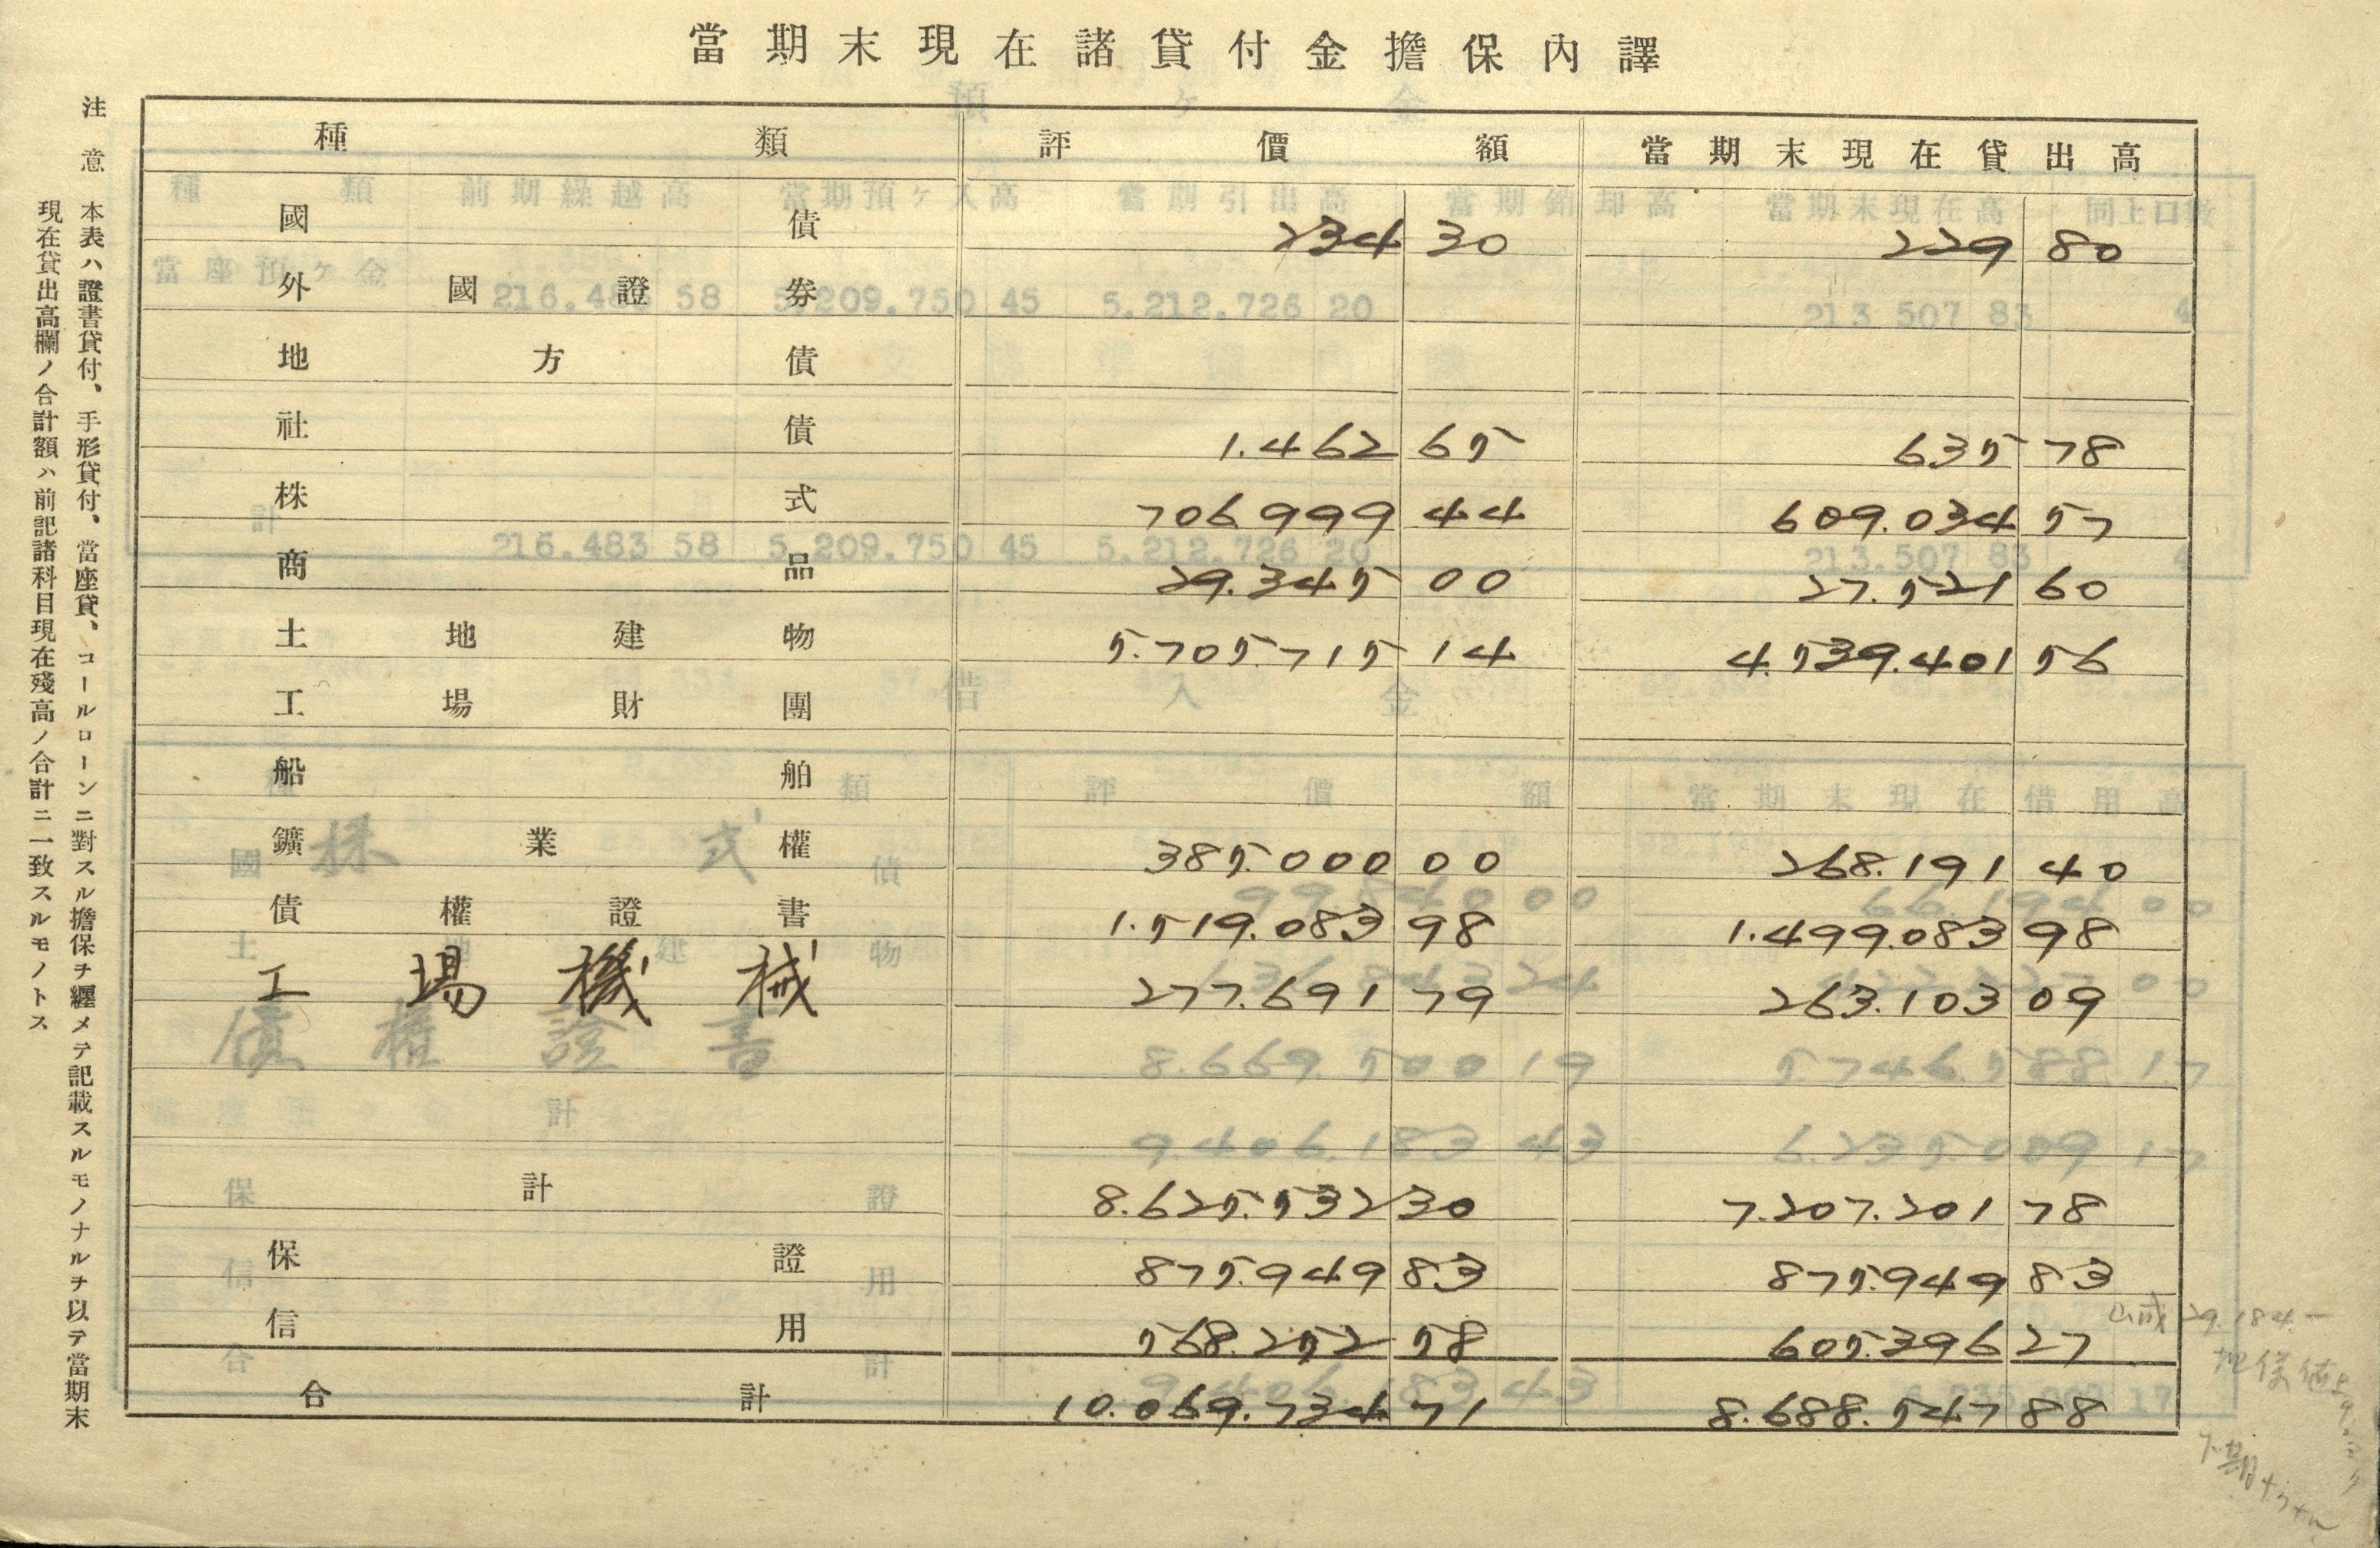 當期末現在諸貸付金擔保內譯
種類 評價額 當期末現在貸出高
國債 234 30 229 80
外國證券
地方債
社債 1.462 65 635 78
株式 706.999 44 609.034 57
商品 29.345 00 27.521 60
土地建物 5.705.715 14 4.539.401 56
工場財團
船舶
鑛業權 385.000 00 268.191 40
債權證書 1.519.083 98 1.499.083 98
工場機械 277.691 79 263.103 09
計 8.625.532 30 7.207.201 78
保證 875.949 83 875.949 83
信用 568.252 58 605.396 27
合計 10.069.734 71 8.688.547 88
注意 本表ハ證書貸付、手形貸付、當座貸、コールローンニ對スル擔保ヲ纒メテ記載スルモノナルヲ以テ當期末
現在貸出高欄ノ合計額ハ前記諸科目現在殘高ノ合計ニ一致スルモノトス
29.184.-